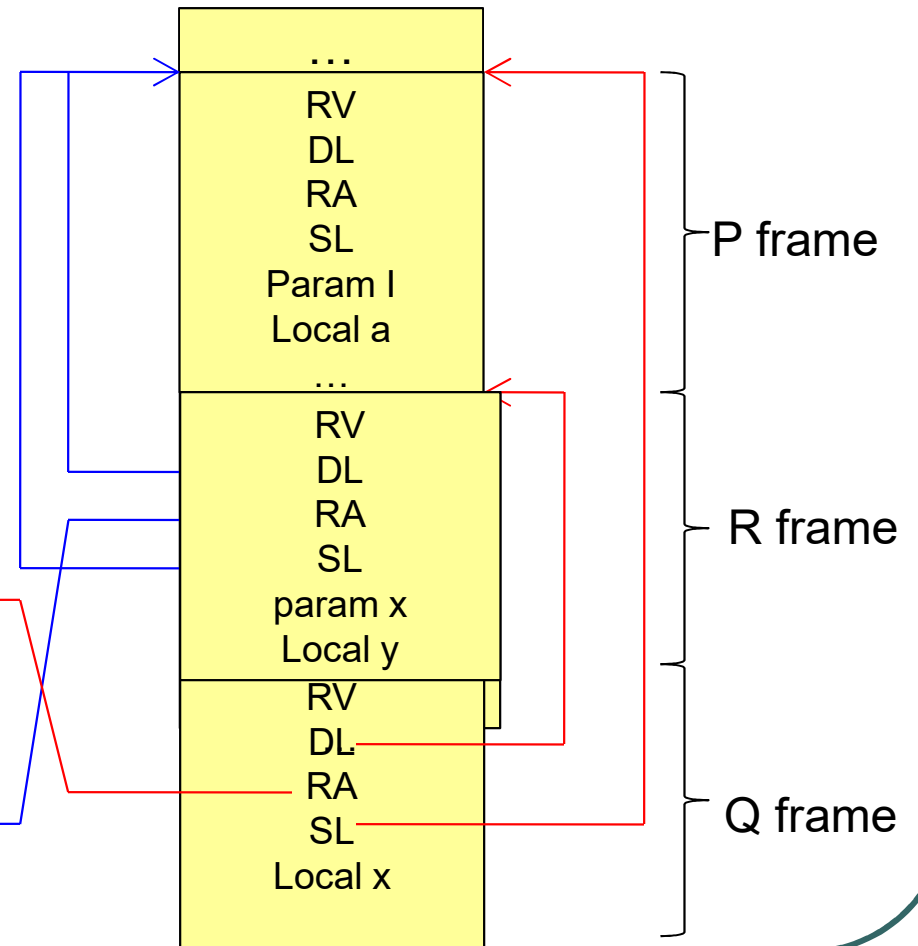 ...
RV
DL
RA
SL
Param I
Local a
...
P frame
RV
DL
RA
SL
param x
Local y
R frame
RV
DL
RA
SL
Local x
Q frame